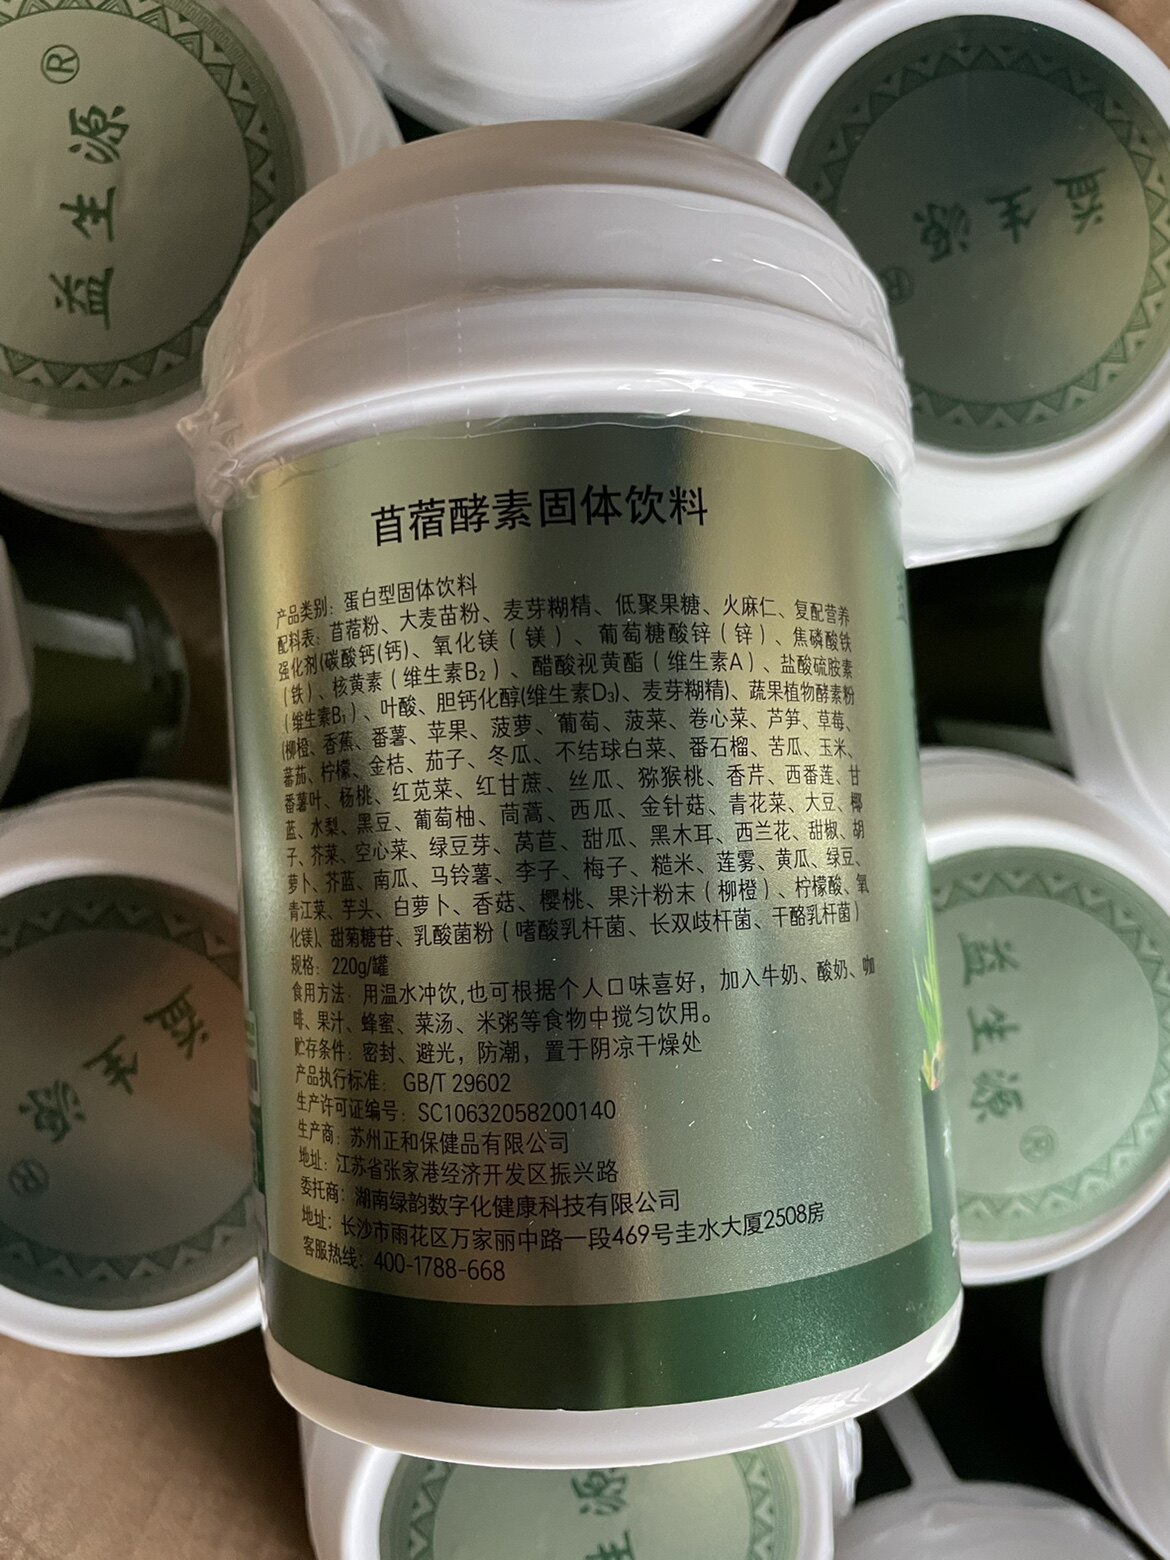 益生源®
益生源®
苜蓿酵素固体饮料
产品类别：蛋白型固体饮料
配料表：苜蓿粉、大麦苗粉、麦芽糊精、低聚果糖、火麻仁、复配营养
强化剂(碳酸钙(钙)、氧化镁（镁）、葡萄糖酸锌（锌）、焦磷酸铁
（铁)、核黄素（维生素B₂）、醋酸视黄酯（维生素A）、盐酸硫胺素
（维生素B₁）、叶酸、胆钙化醇(维生素D₃)、麦芽糊精)、蔬果植物酵素粉
(柳橙、香蕉、番薯、苹果、菠萝、葡萄、菠菜、卷心菜、芦笋、草莓、
蕃茄、柠檬、金桔、茄子、冬瓜、不结球白菜、番石榴、苦瓜、玉米、
番薯叶、杨桃、红苋菜、红甘蔗、丝瓜、猕猴桃、香芹、西番莲、甘
蓝、水梨、黑豆、葡萄柚、茼蒿、西瓜、金针菇、青花菜、大豆、椰
子、芥菜、空心菜、绿豆芽、莴苣、甜瓜、黑木耳、西兰花、甜椒、胡
萝卜、芥蓝、南瓜、马铃薯、李子、梅子、糙米、莲雾、黄瓜、绿豆、
青江菜、芋头、白萝卜、香菇、樱桃、果汁粉末（柳橙）、柠檬酸、氧
化镁)、甜菊糖苷、乳酸菌粉（嗜酸乳杆菌、长双歧杆菌、干酪乳杆菌）
规格：220g/罐
食用方法：用温水冲饮,也可根据个人口味喜好，加入牛奶、酸奶、咖
啡、果汁、蜂蜜、菜汤、米粥等食物中搅匀饮用。
贮存条件：密封、避光，防潮，置于阴凉干燥处
产品执行标准：GB/T 29602
生产许可证编号：SC10632058200140
生产商：苏州正和保健品有限公司
地址：江苏省张家港经济开发区振兴路
委托商：湖南绿韵数字化健康科技有限公司
地址：长沙市雨花区万家丽中路一段469号圭水大厦2508房
客服热线：400-1788-668
益生源®
益生源®
生源